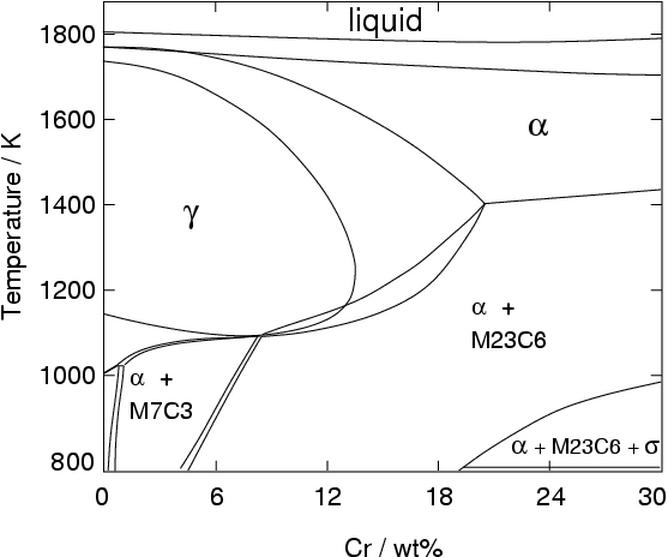 liquid
1800
1600
α
1400
γ
1200
α +
M23C6
1000
α +
M7C3
α + M23C6 + σ
800
0 6 12 18 24 30
Temperature / K
Cr / wt%